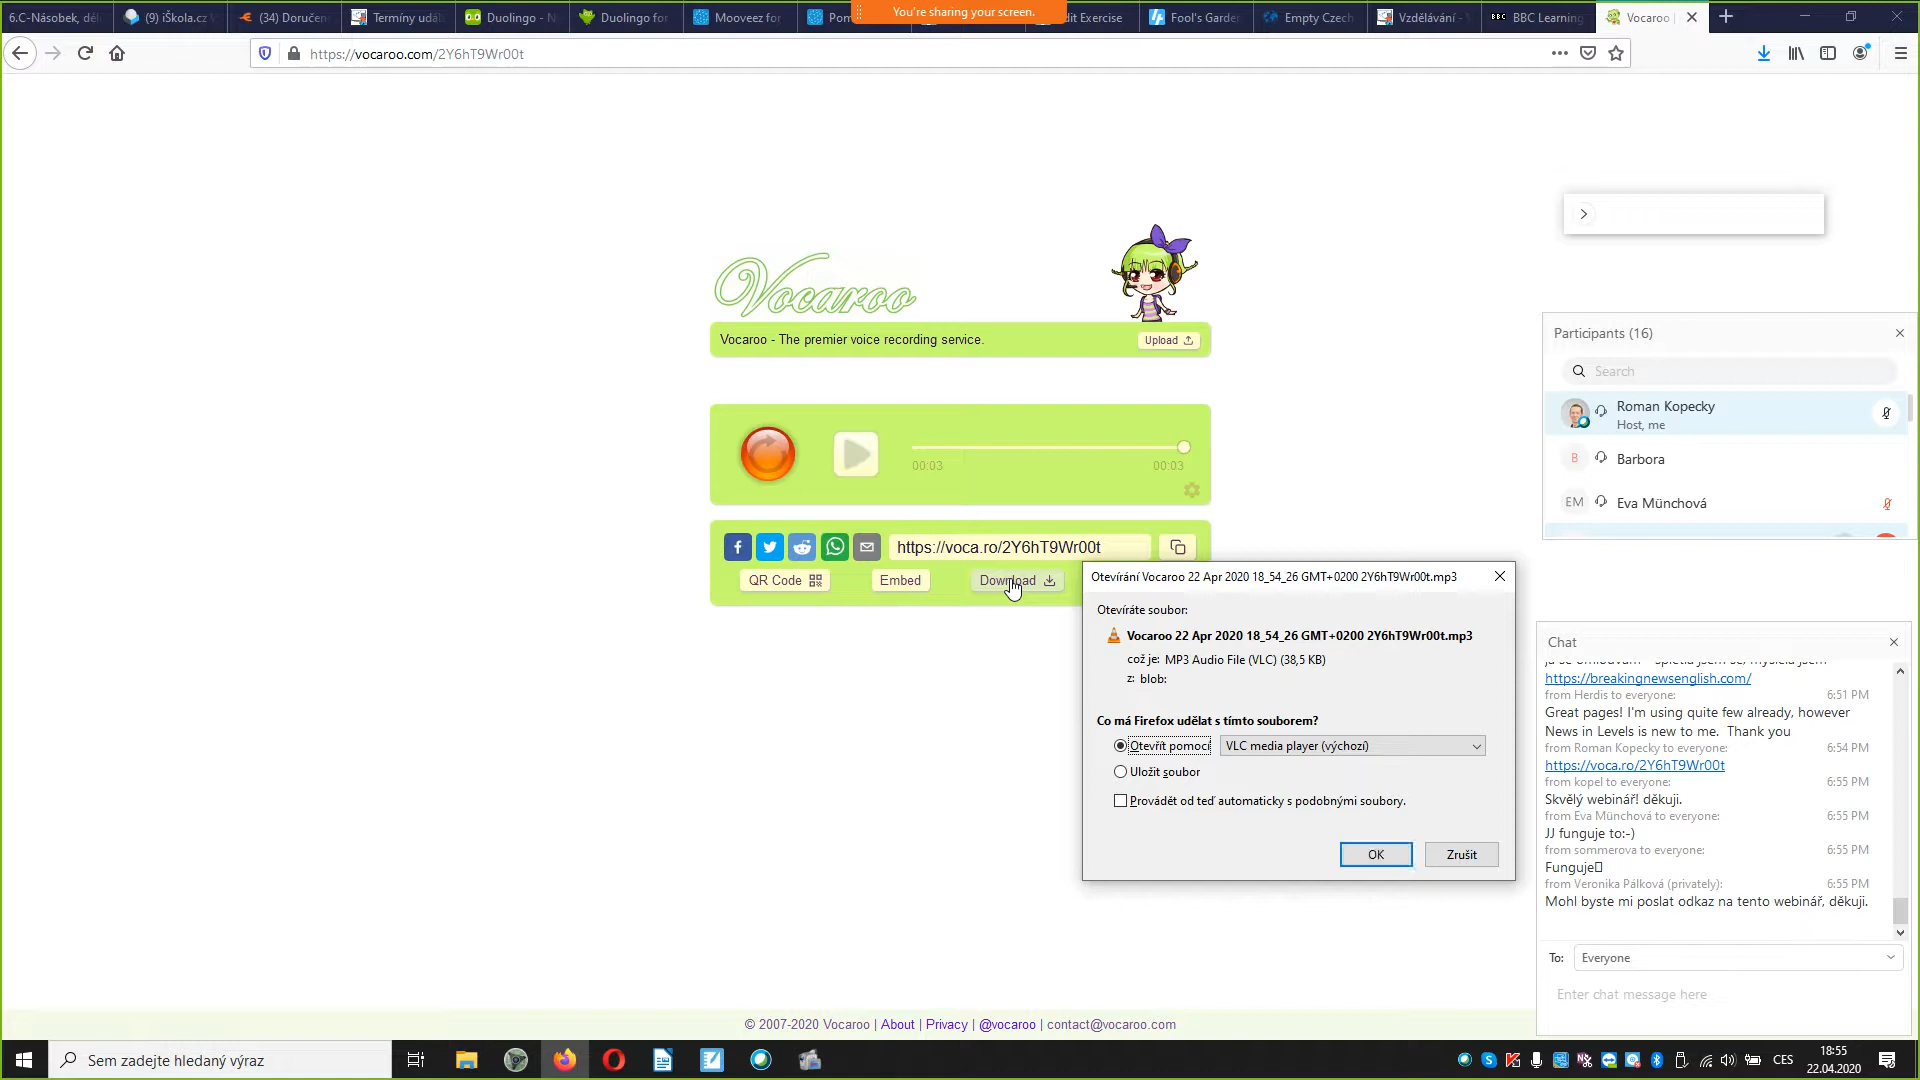 6.C-Násobek, děl
(9) iŠkola.cz
(34) Doručen
Termíny udál
Duolingo - N
Duolingo for
Mooveez for
Pom
You're sharing your screen.
dit Exercise
Fool's Garde
Empty Czech
Vzdělávání -
BBC
BBC Learning
Vocaroo
https://vocaroo.com/2Y6hT9Wr00t
Vocaroo
Vocaroo - The premier voice recording service.
Upload
00:03
00:03
https://voca.ro/2Y6hT9Wr00t
QR Code
Embed
Download
Otevírání Vocaroo 22 Apr 2020 18_54_26 GMT+0200 2Y6hT9Wr00t.mp3
Otevíráte soubor:
Vocaroo 22 Apr 2020 18_54_26 GMT+0200 2Y6hT9Wr00t.mp3
což je: MP3 Audio File (VLC) (38,5 KB)
z: blob:
Co má Firefox udělat s tímto souborem?
Otevřít pomocí
VLC media player (výchozí)
Uložit soubor
Provádět od teď automaticky s podobnými soubory.
OK
Zrušit
Participants (16)
Search
Roman Kopecky
Host, me
B
Barbora
EM
Eva Münchová
Chat
https://breakingnewsenglish.com/
from Herdis to everyone: 6:51 PM
Great pages! I'm using quite few already, however
News in Levels is new to me. Thank you
from Roman Kopecky to everyone: 6:54 PM
https://voca.ro/2Y6hT9Wr00t
from kopel to everyone: 6:55 PM
Skvělý webinář! děkuji.
from Eva Münchová to everyone: 6:55 PM
JJ funguje to:-)
from sommerova to everyone: 6:55 PM
Funguje
from Veronika Pálková (privately): 6:55 PM
Mohl byste mi poslat odkaz na tento webinář, děkuji.
To: Everyone
Enter chat message here
© 2007-2020 Vocaroo | About | Privacy | @vocaroo | contact@vocaroo.com
Sem zadejte hledaný výraz
CES
18:55
22.04.2020